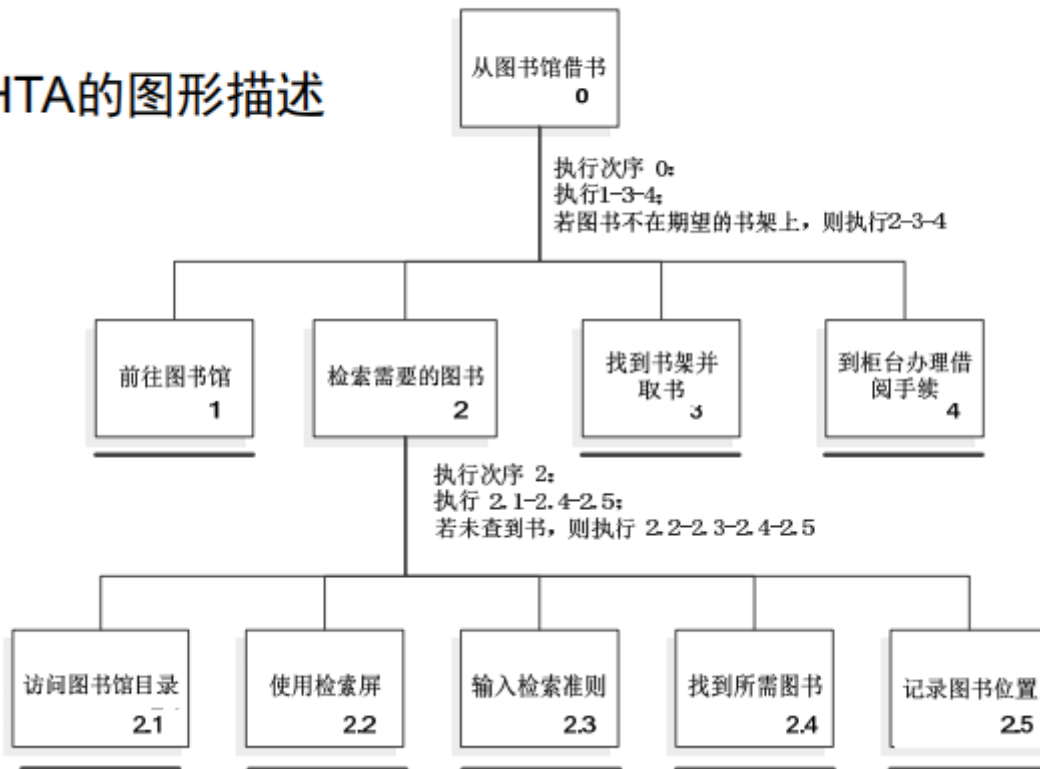 HTA的图形描述
从图书馆借书
0
执行次序 0:
执行1-3-4;
若图书不在期望的书架上，则执行2-3-4
前往图书馆
1
检索需要的图书
2
找到书架并
取书
3
到柜台办理借
阅手续
4
执行次序 2:
执行 2.1-2.4-2.5;
若未查到书，则执行 2.2-2.3-2.4-2.5
访问图书馆目录
2.1
使用检索屏
2.2
输入检索准则
2.3
找到所需图书
2.4
记录图书位置
2.5